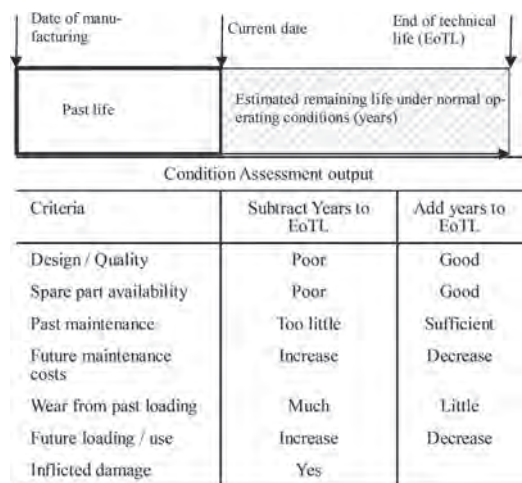 Date of manu-
facturing
Current date
End of technical
life (EoTL)
Past life
Estimated remaining life under normal op-
erating conditions (years)
Condition Assessment output
Criteria Subtract Years to Add years to
EoTL EoTL
Design / Quality Poor Good
Spare part availability Poor Good
Past maintenance Too little Sufficient
Future maintenance Increase Decrease
costs
Wear from past loading Much Little
Future loading / use Increase Decrease
Inflicted damage Yes